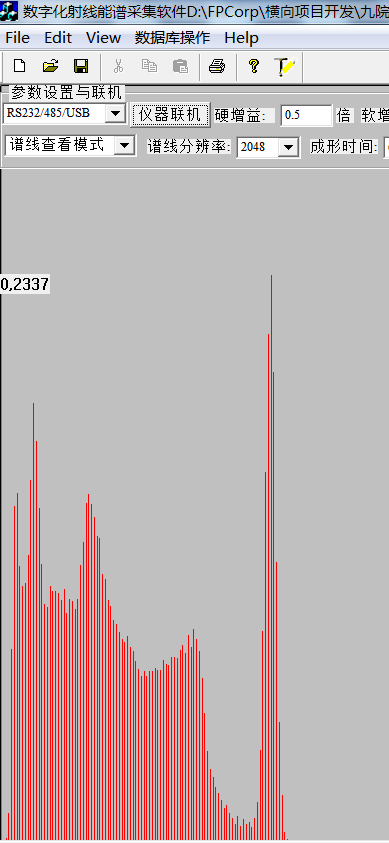 数字化射线能谱采集软件D:\FPCorp\横向项目开发\九院
File Edit View 数据库操作 Help
参数设置与联机
RS232/485/USB 仪器联机 硬增益: 0.5 倍 软增
谱线查看模式 谱线分辨率: 2048 成形时间:
0,2337